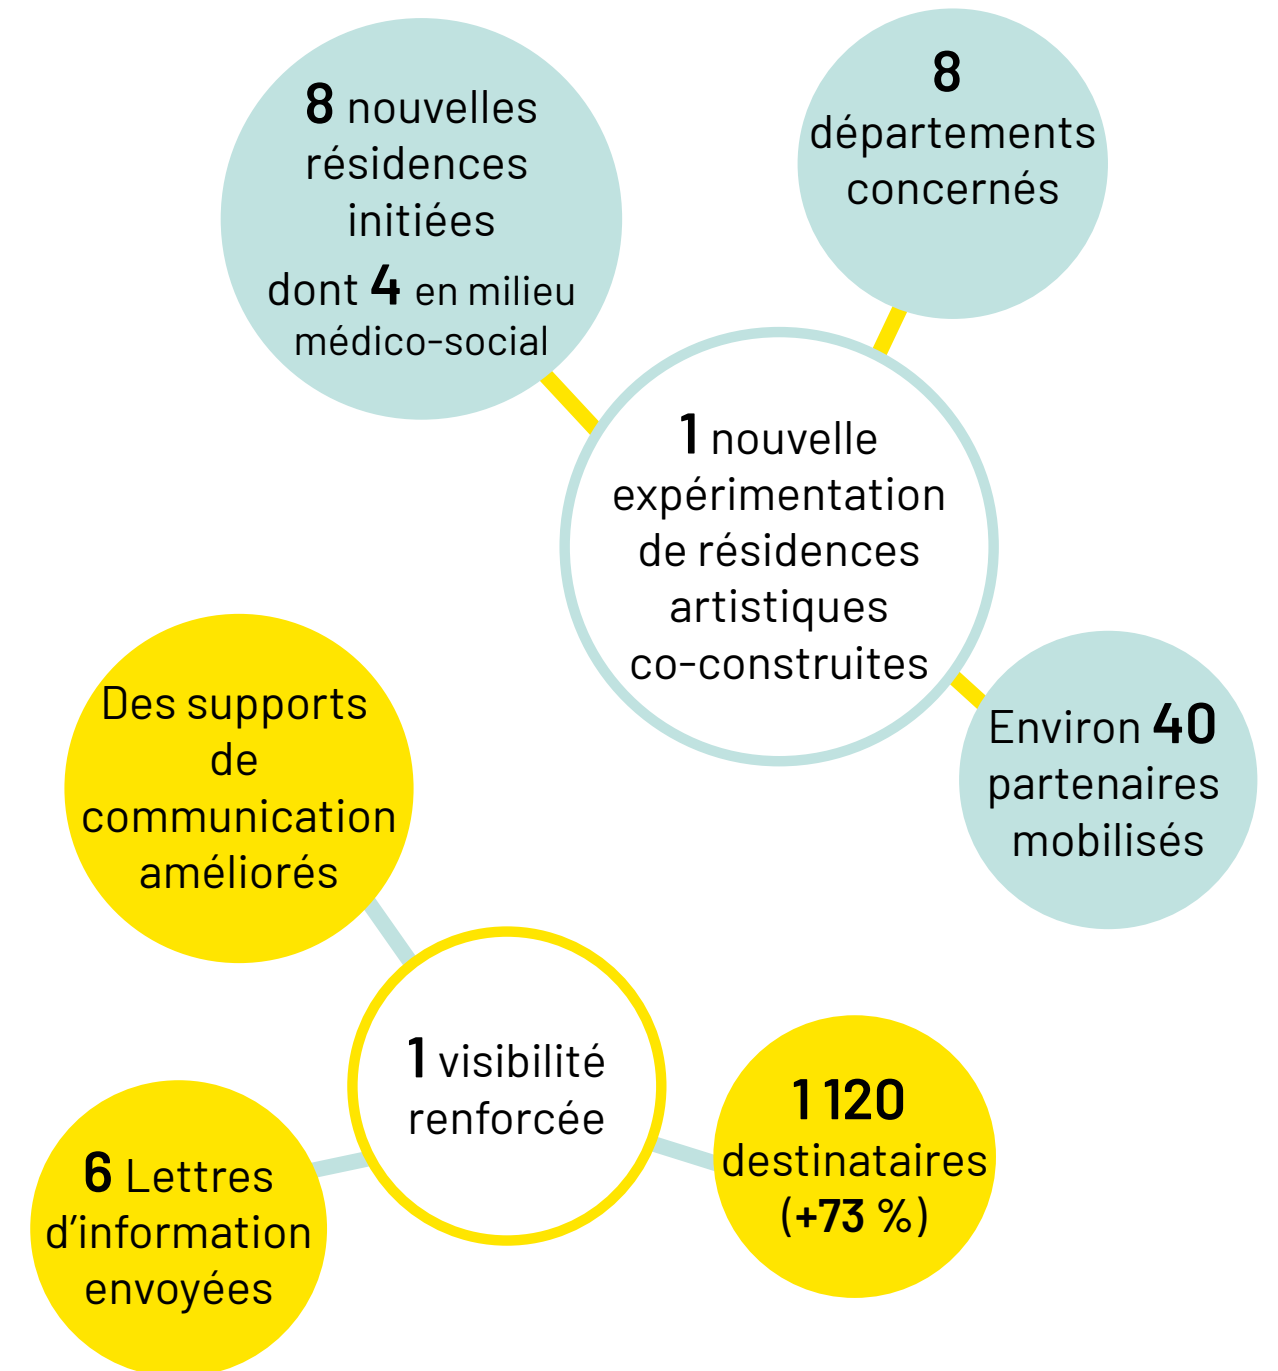 8 nouvelles
résidences
initiées
dont 4 en milieu
médico-social
8
départements
concernés
1 nouvelle
expérimentation
de résidences
artistiques
co-construites
Environ 40
partenaires
mobilisés
Des supports
de
communication
améliorés
1 visibilité
renforcée
1 120
destinataires
(+73 %)
6 Lettres
d’information
envoyées